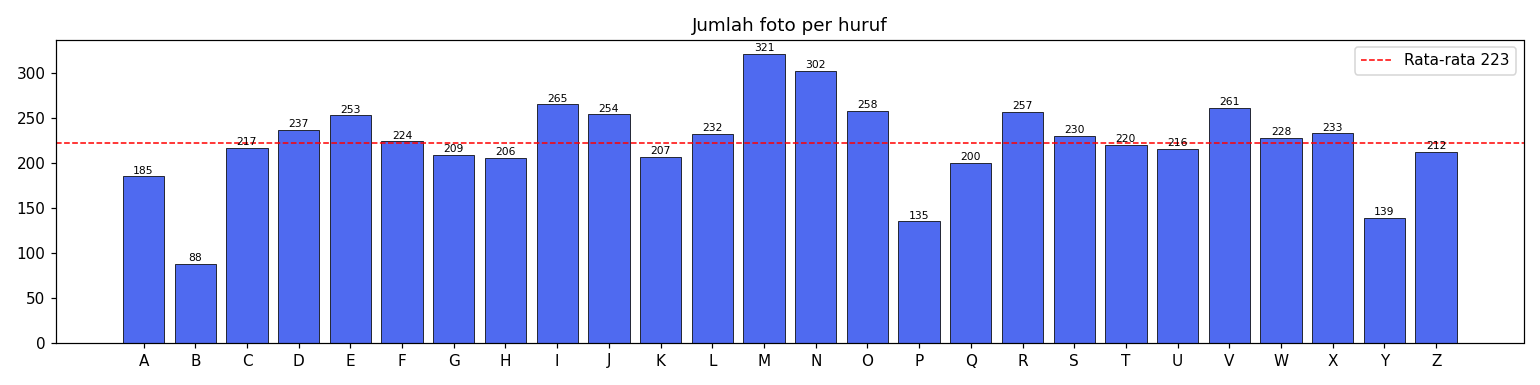 Jumlah foto per huruf
Rata-rata 223
300
250
200
150
100
50
0
185 88 217 237 253 224 209 206 265 254 207 232 321 302 258 135 200 257 230 220 216 261 228 233 139 212
A B C D E F G H I J K L M N O P Q R S T U V W X Y Z